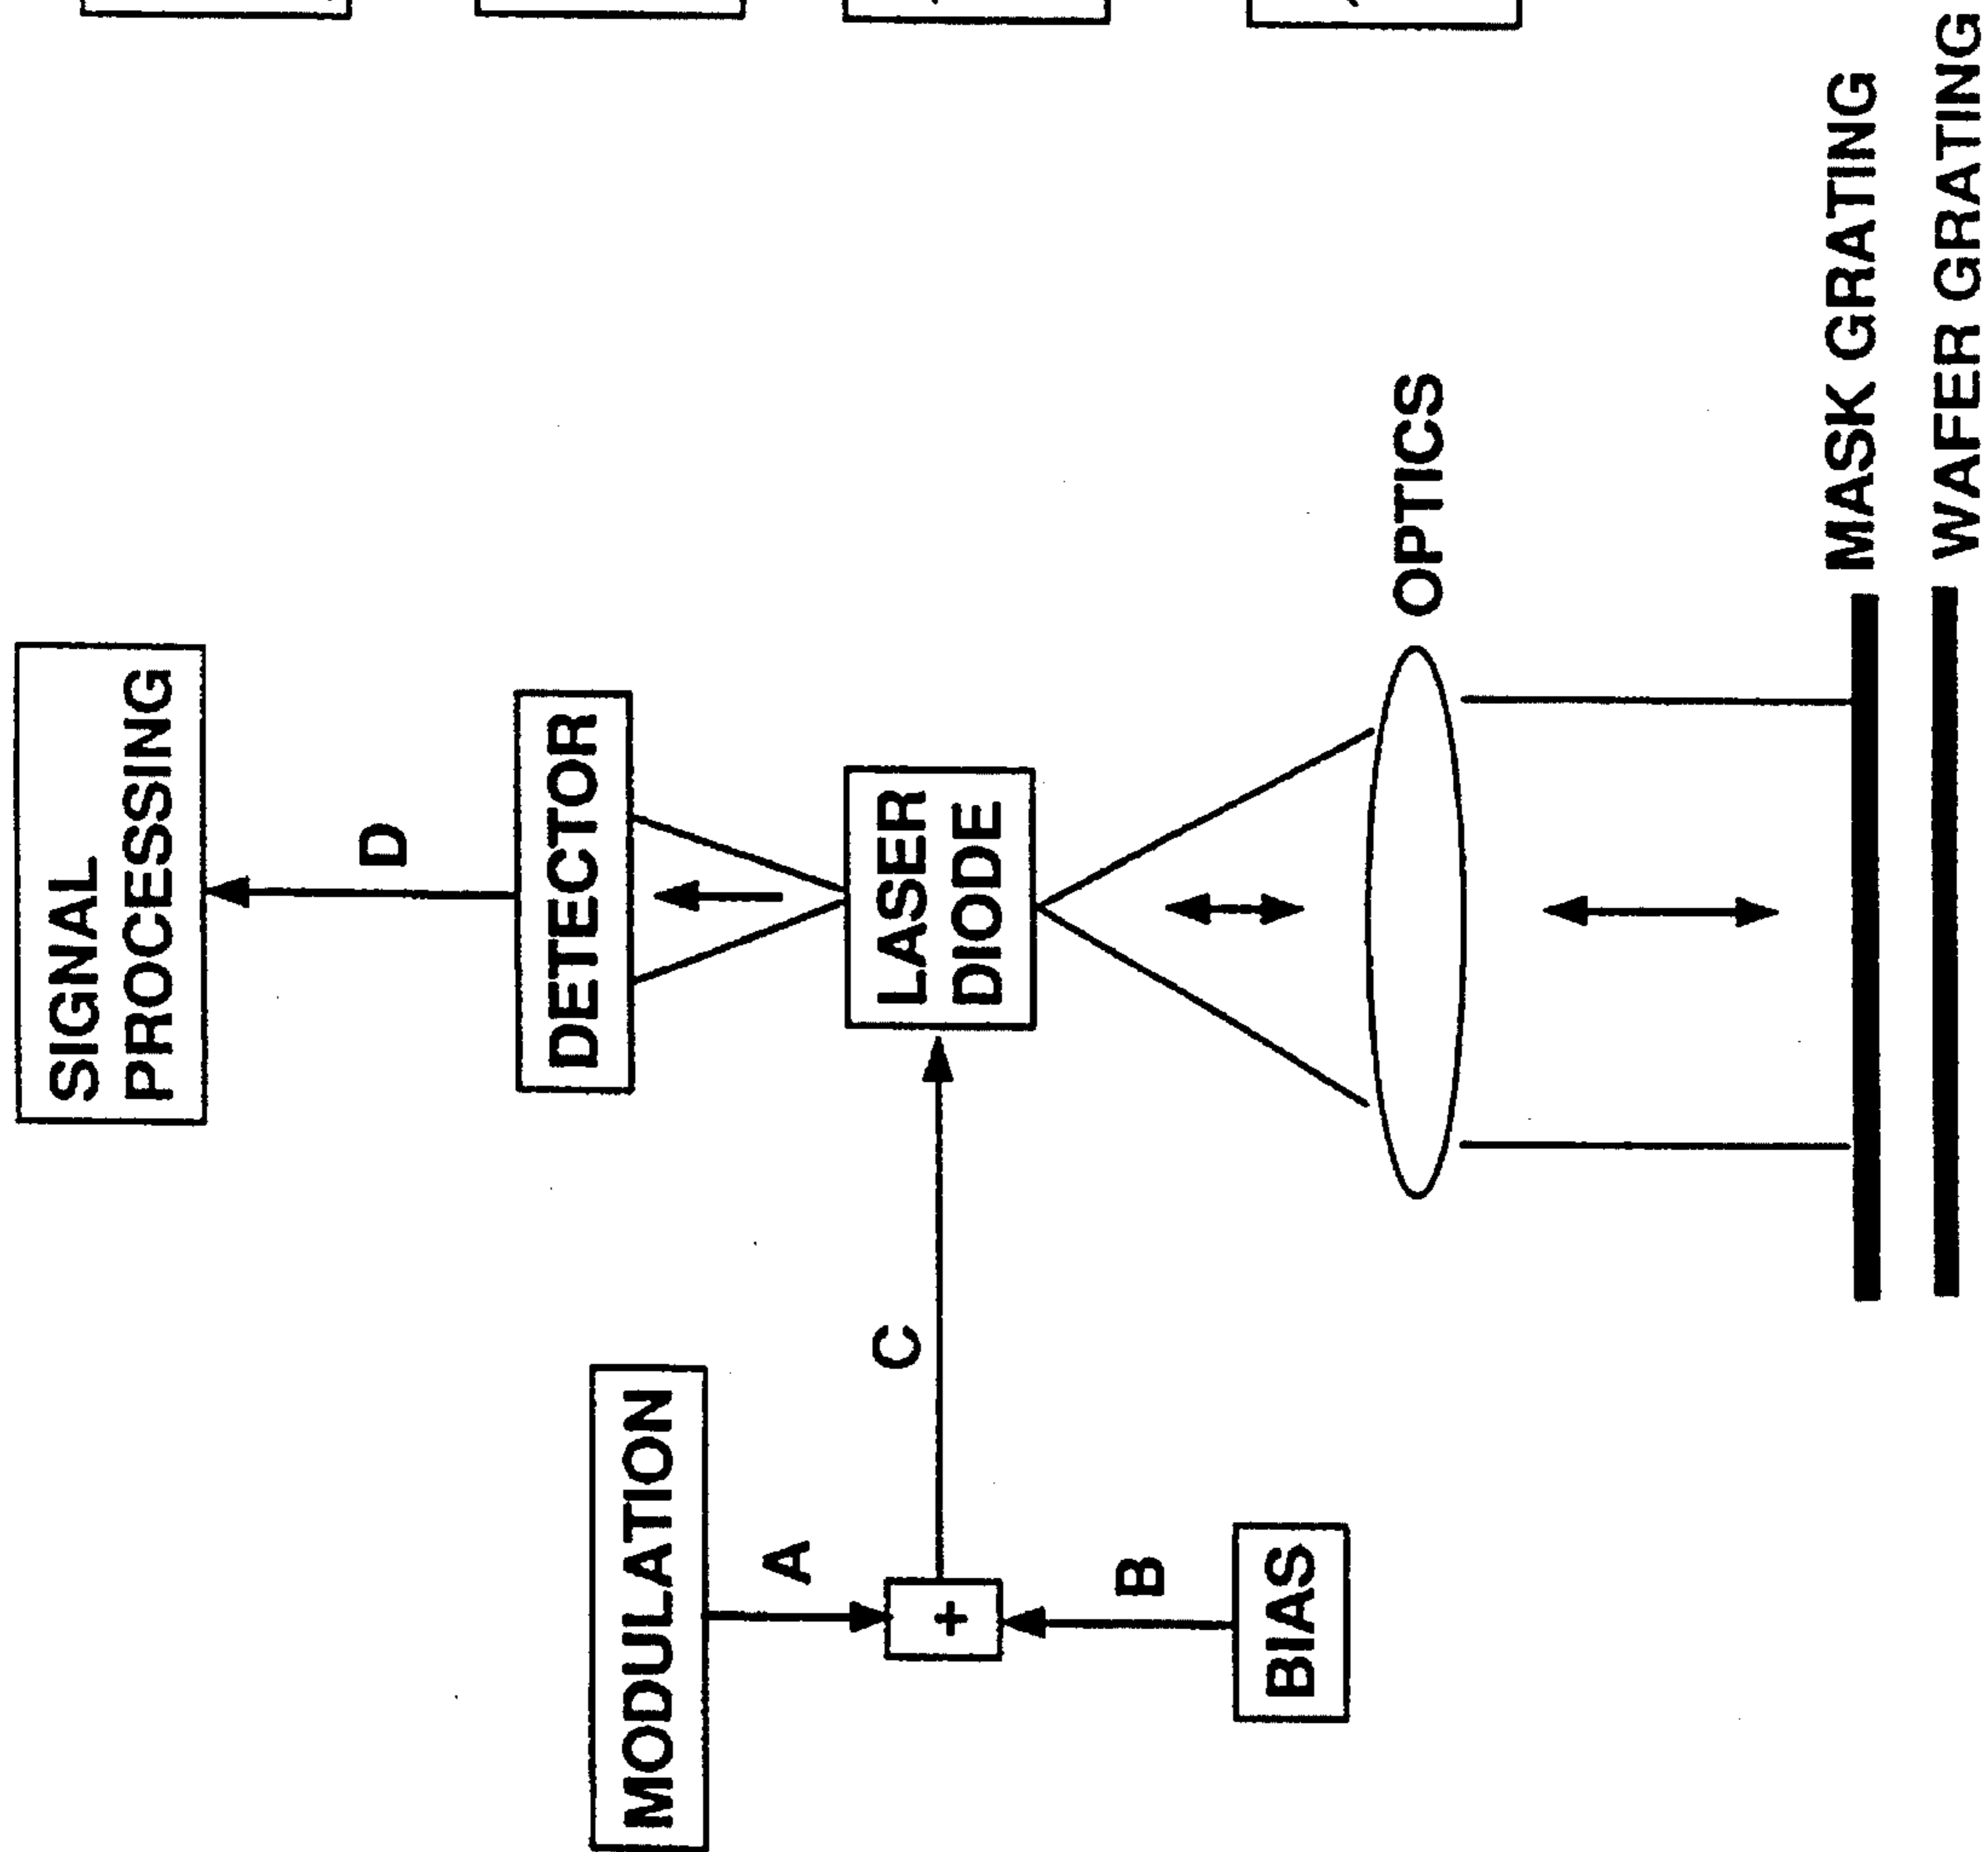 SIGNAL
PROCESSING
D
DETECTOR
MODULATION
A
C
LASER
DIODE
+
B
BIAS
OPTICS
MASK GRATING
WAFER GRATING